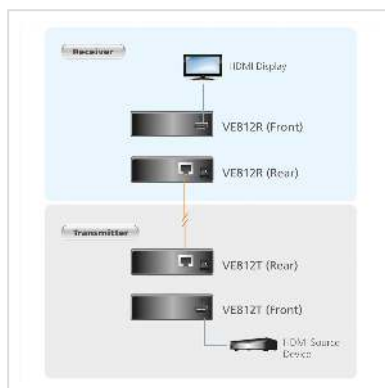 Receiver
HDMI Display
VE812R (Front)
VE812R (Rear)
Transmitter
VE812T (Rear)
VE812T (Front)
HDMI Source
Device